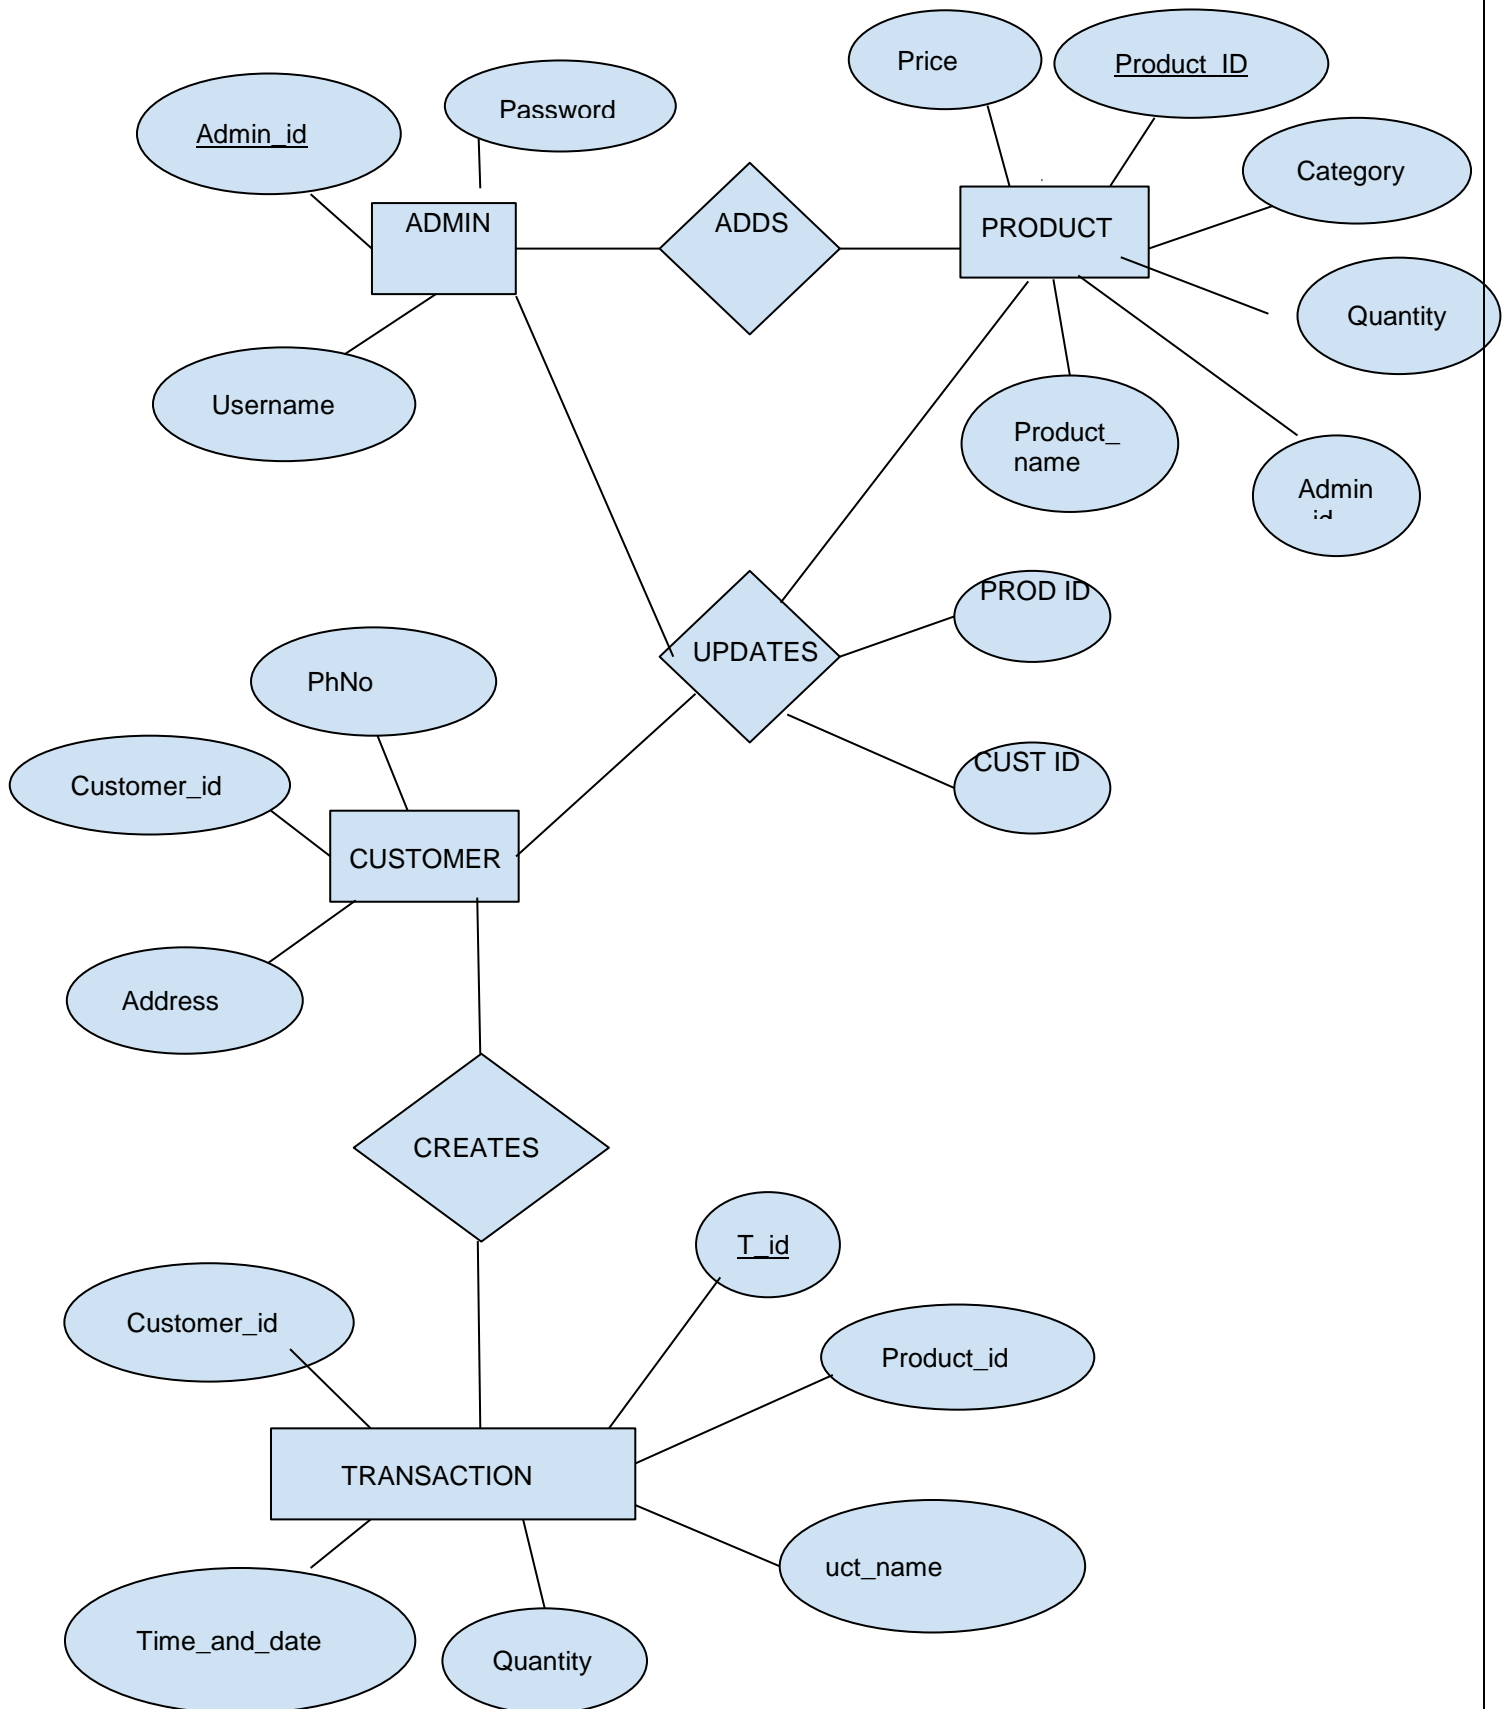 Price
Product_ID
Password
Admin_id
Category
ADMIN
ADDS
PRODUCT
Quantity
Username
Product_
name
Admin
id
PROD ID
UPDATES
PhNo
CUST ID
Customer_id
CUSTOMER
Address
CREATES
T_id
Customer_id
Product_id
TRANSACTION
uct_name
Time_and_date
Quantity